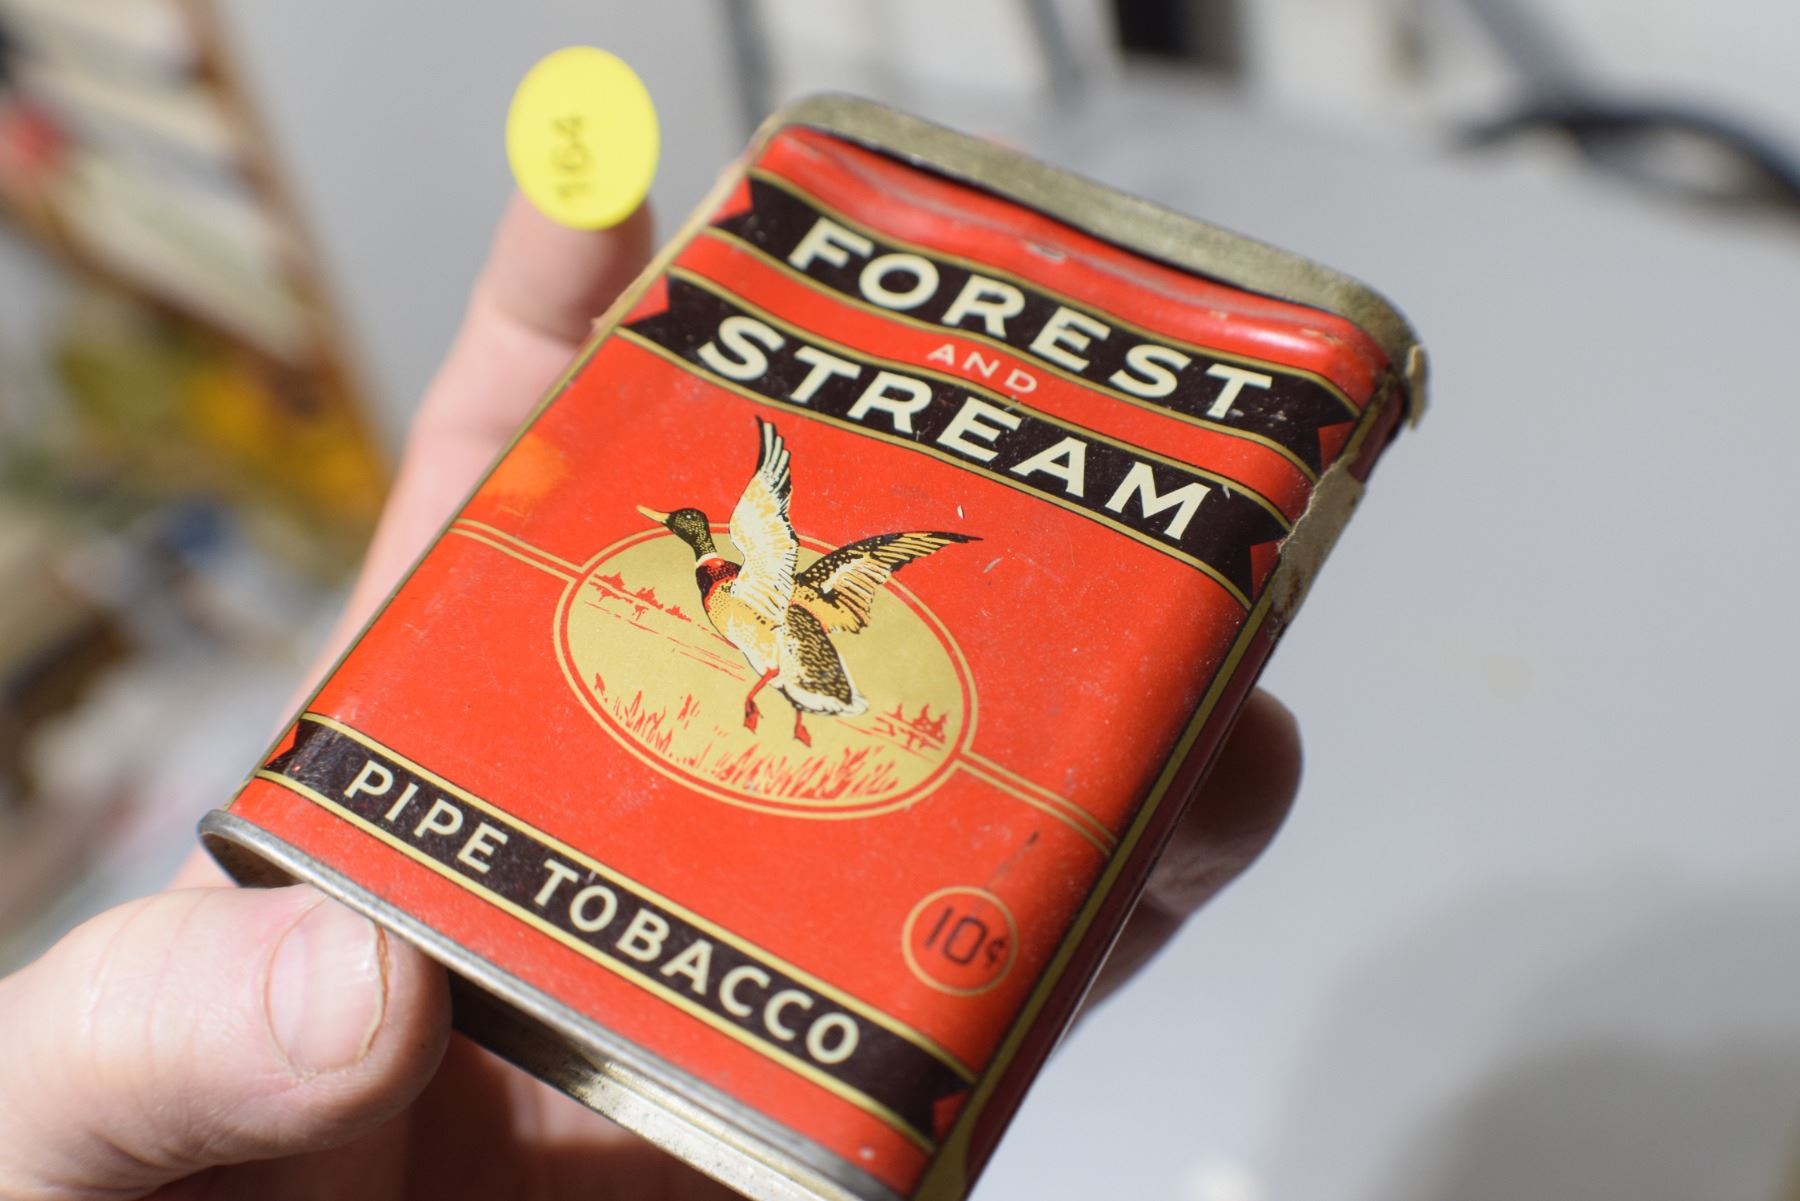 164
FOREST
AND
STREAM
10¢
PIPE TOBACCO